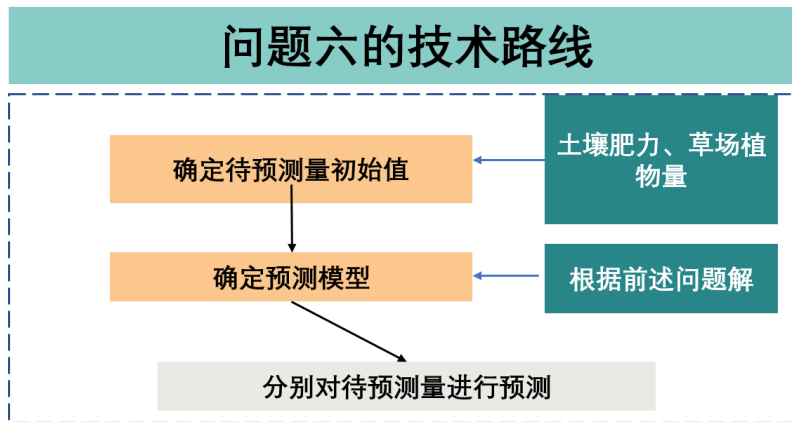 问题六的技术路线
确定待预测量初始值
土壤肥力、草场植
物量
确定预测模型
根据前述问题解
分别对待预测量进行预测